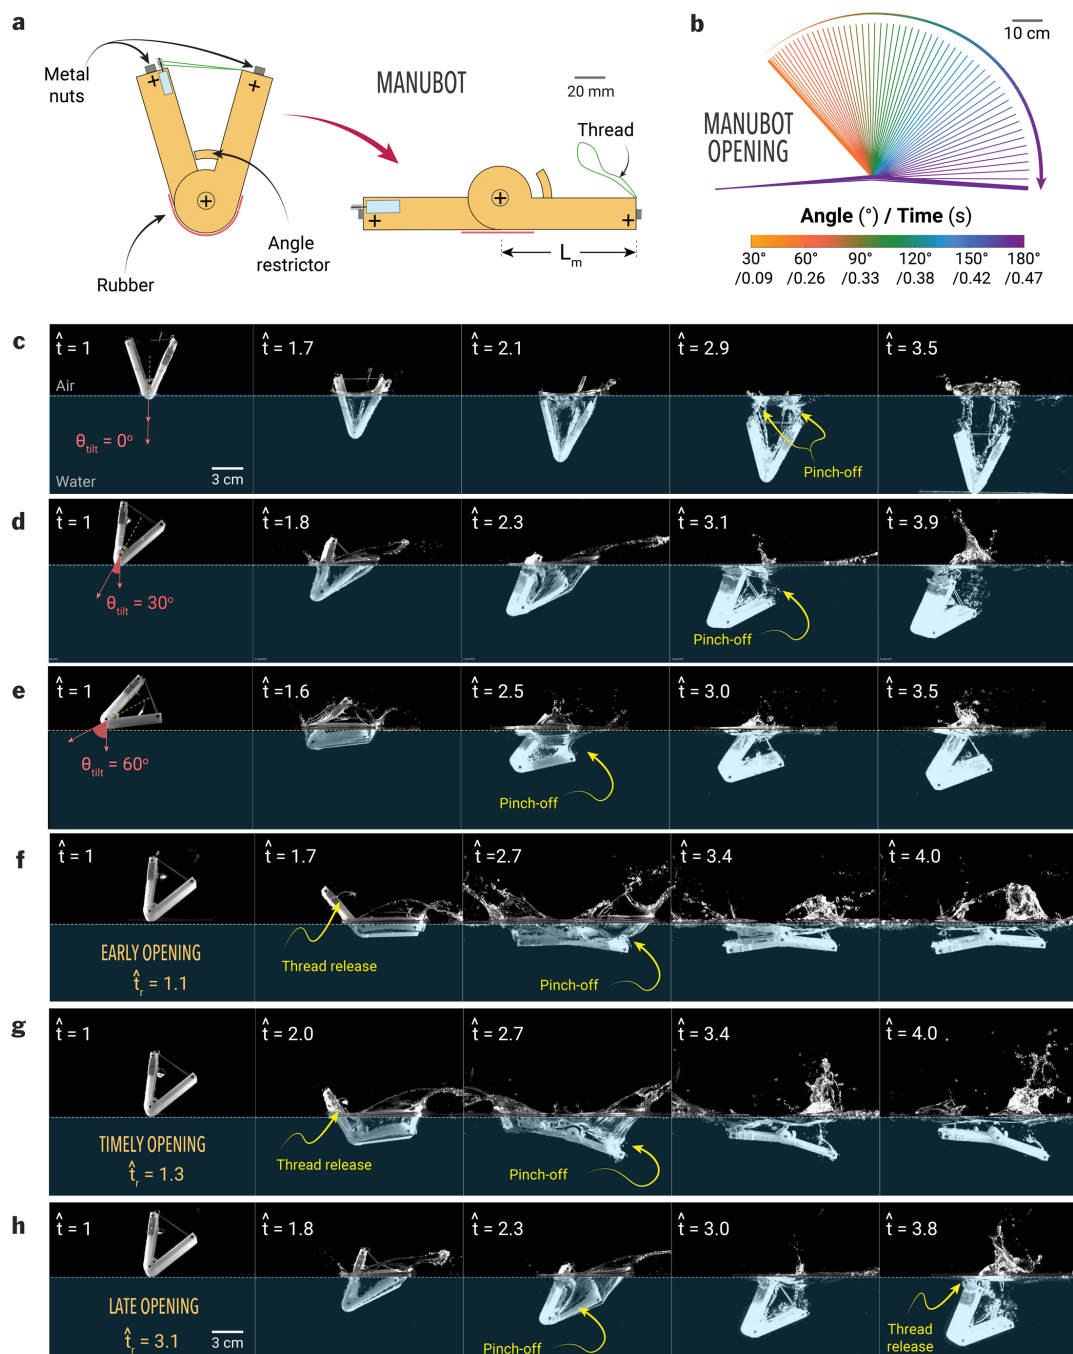 a
Metal
nuts
MANUBOT
20 mm
Thread
Angle
restrictor
Rubber
Lm
b
10 cm
MANUBOT
OPENING
Angle (°) / Time (s)
30° 60° 90° 120° 150° 180°
/0.09 /0.26 /0.33 /0.38 /0.42 /0.47
c
t̂ = 1
t̂ = 1.7
t̂ = 2.1
t̂ = 2.9
t̂ = 3.5
Air
θtilt = 0°
Water
3 cm
Pinch-off
d
t̂ = 1
t̂ =1.8
t̂ = 2.3
t̂ = 3.1
t̂ = 3.9
θtilt = 30°
Pinch-off
e
t̂ = 1
t̂ =1.6
t̂ = 2.5
t̂ = 3.0
t̂ = 3.5
θtilt = 60°
Pinch-off
f
t̂ = 1
t̂ = 1.7
t̂ =2.7
t̂ = 3.4
t̂ = 4.0
EARLY OPENING
t̂r = 1.1
Thread release
Pinch-off
g
t̂ = 1
t̂ = 2.0
t̂ = 2.7
t̂ = 3.4
t̂ = 4.0
TIMELY OPENING
t̂r = 1.3
Thread release
Pinch-off
h
t̂ = 1
t̂ = 1.8
t̂ = 2.3
t̂ = 3.0
t̂ = 3.8
LATE OPENING
t̂r = 3.1
3 cm
Pinch-off
Thread
release